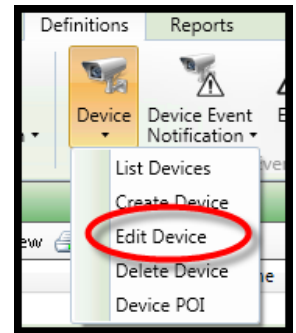 Definitions Reports
Device Device Event
Notification
List Devices
Create Device
Edit Device
Delete Device
Device POI